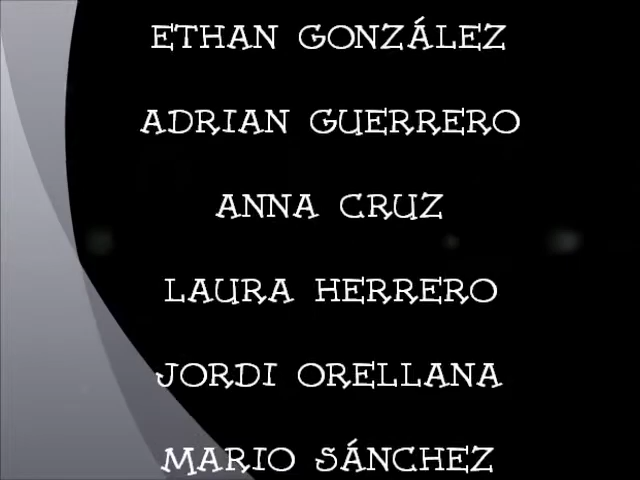 ETHAN GONZÁLEZ
ADRIAN GUERRERO
ANNA CRUZ
LAURA HERRERO
JORDI ORELLANA
MARIO SÁNCHEZ